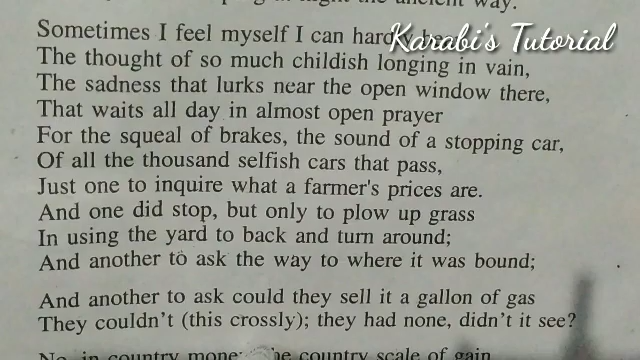 the ancient way.
Sometimes I feel myself I can hardly
Karabi's Tutorial
The thought of so much childish longing in vain,
The sadness that lurks near the open window there,
That waits all day in almost open prayer
For the squeal of brakes, the sound of a stopping car,
Of all the thousand selfish cars that pass,
Just one to inquire what a farmer's prices are.
And one did stop, but only to plow up grass
In using the yard to back and turn around;
And another to ask the way to where it was bound;
And another to ask could they sell it a gallon of gas
They couldn't (this crossly); they had none, didn't it see?
No, in country money, the country scale of gain,